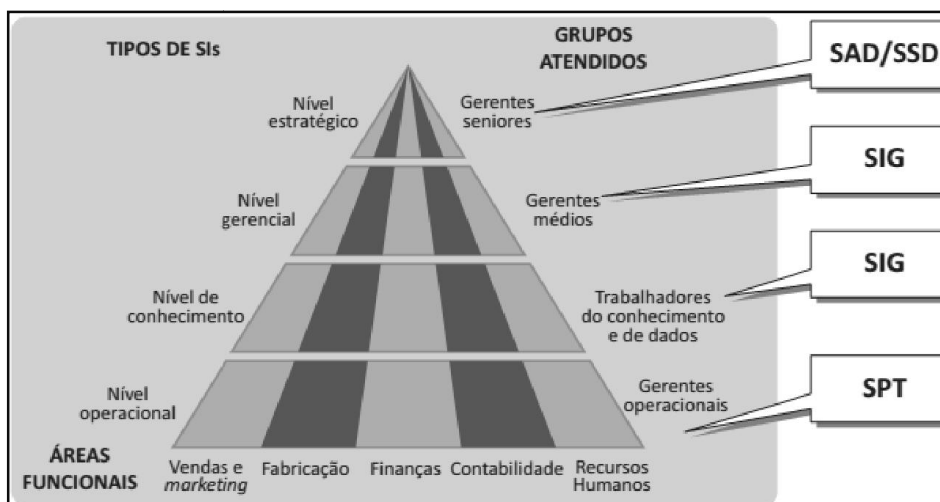 TIPOS DE SIs
GRUPOS
ATENDIDOS
SAD/SSD
Nível
estratégico
Gerentes
seniores
SIG
Nível
gerencial
Gerentes
médios
SIG
Nível de
conhecimento
Trabalhadores
do conhecimento
e de dados
SPT
Nível
operacional
Gerentes
operacionais
ÁREAS
FUNCIONAIS
Vendas e
marketing
Fabricação
Finanças
Contabilidade
Recursos
Humanos